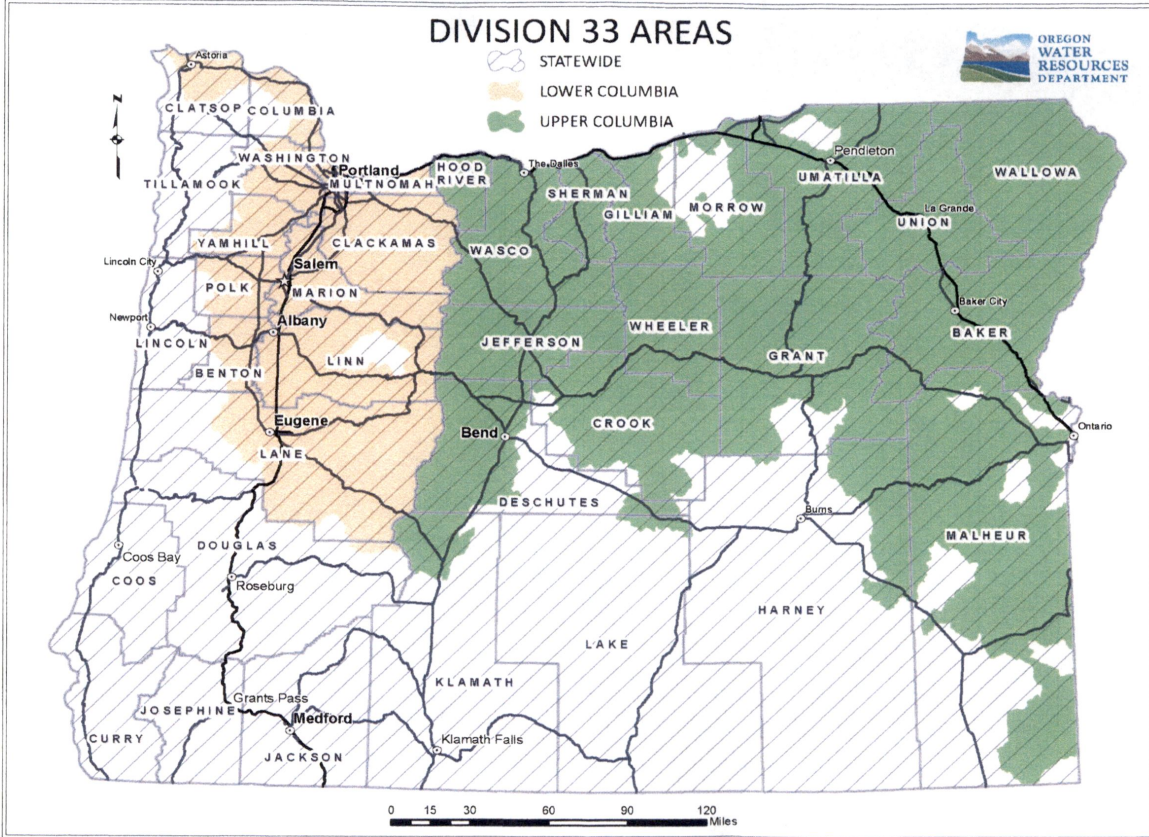 DIVISION 33 AREAS
STATEWIDE
LOWER COLUMBIA
UPPER COLUMBIA
OREGON
WATER
RESOURCES
DEPARTMENT
N
Astoria
CLATSOP
COLUMBIA
WASHINGTON
Portland
MULTNOMAH
HOOD
RIVER
The Dalles
Pendleton
TILLAMOOK
SHERMAN
UMATILLA
WALLOWA
GILLIAM
MORROW
La Grande
UNION
YAMHILL
CLACKAMAS
WASCO
Lincoln City
Salem
POLK
MARION
Baker City
Newport
Albany
WHEELER
BAKER
LINCOLN
JEFFERSON
LINN
GRANT
BENTON
Eugene
Bend
CROOK
Ontario
LANE
DESCHUTES
Burns
MALHEUR
DOUGLAS
Coos Bay
COOS
Roseburg
HARNEY
LAKE
KLAMATH
Grants Pass
JOSEPHINE
Medford
CURRY
Klamath Falls
JACKSON
0 15 30 60 90 120
Miles